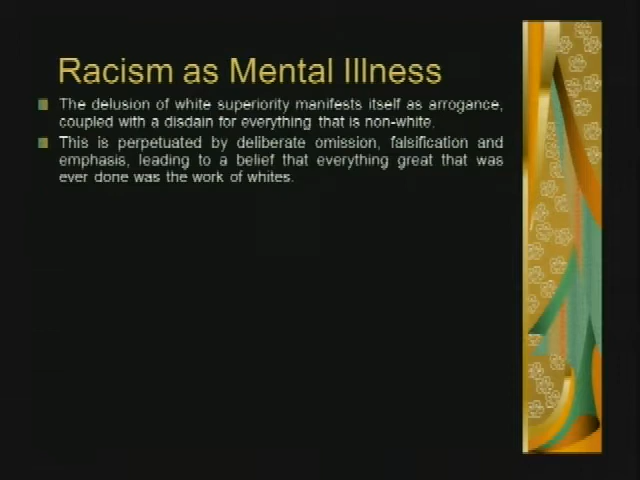 Racism as Mental Illness
The delusion of white superiority manifests itself as arrogance,
coupled with a disdain for everything that is non-white.
This is perpetuated by deliberate omission, falsification and
emphasis, leading to a belief that everything great that was
ever done was the work of whites.